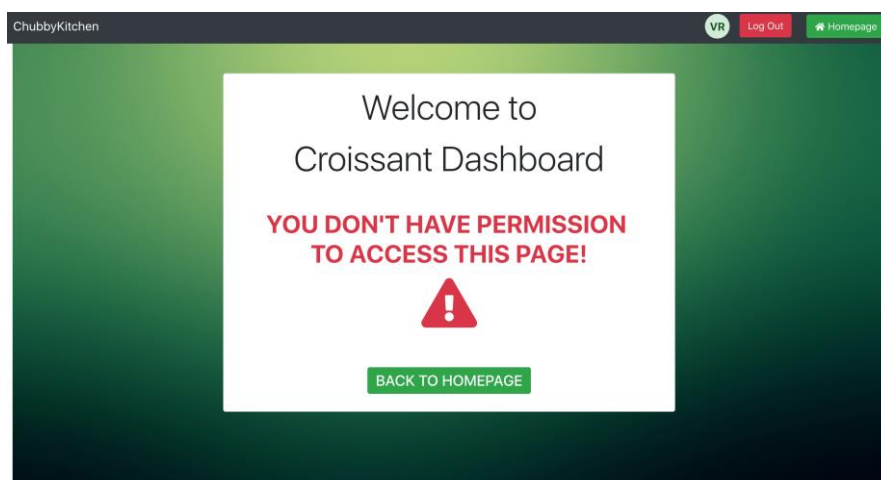 ChubbyKitchen
VR
Log Out
Homepage
Welcome to
Croissant Dashboard
YOU DON'T HAVE PERMISSION
TO ACCESS THIS PAGE!
BACK TO HOMEPAGE